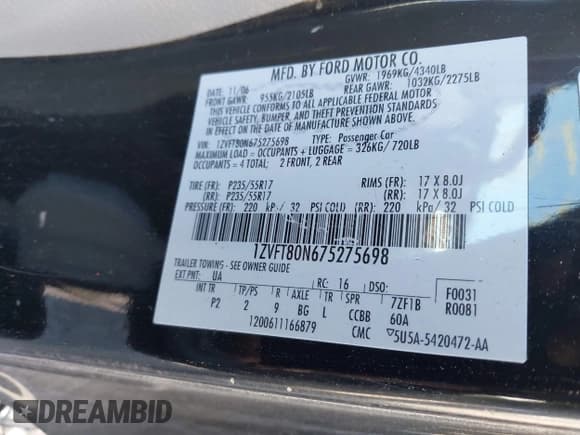 MFD. BY FORD MOTOR CO.
DATE: 11/06 GVWR: 1969KG/4340LB
FRONT GAWR: 955KG/2105LB REAR GAWR: 1032KG/2275LB
THIS VEHICLE CONFORMS TO ALL APPLICABLE FEDERAL MOTOR
VEHICLE SAFETY, BUMPER, AND THEFT PREVENTION STANDARDS
IN EFFECT ON THE DATE OF MANUFACTURE SHOWN ABOVE.
VIN: 1ZVFT80N675275698 TYPE: Passenger Car
MAXIMUM LOAD = OCCUPANTS + LUGGAGE = 326KG/720LB
OCCUPANTS = 4 TOTAL; 2 FRONT, 2 REAR
TIRE (FR): P235/55R17 RIMS (FR): 17 X 8.0J
(RR): P235/55R17 (RR): 17 X 8.0J
PRESSURE (FR): 220 kPa/ 32 PSI COLD (RR): 220 kPa/ 32 PSI COLD
1ZVFT80N675275698
TRAILER TOWING - SEE OWNER GUIDE
EXT PNT: UA RC: 16 DSO: F0031
INT TR TP/PS R AXLE TR SPR 7ZF1B R0081
P2 2 9 BG L CCBB 60A
1200611166879 CMC 5U5A-5420472-AA
DREAMBID